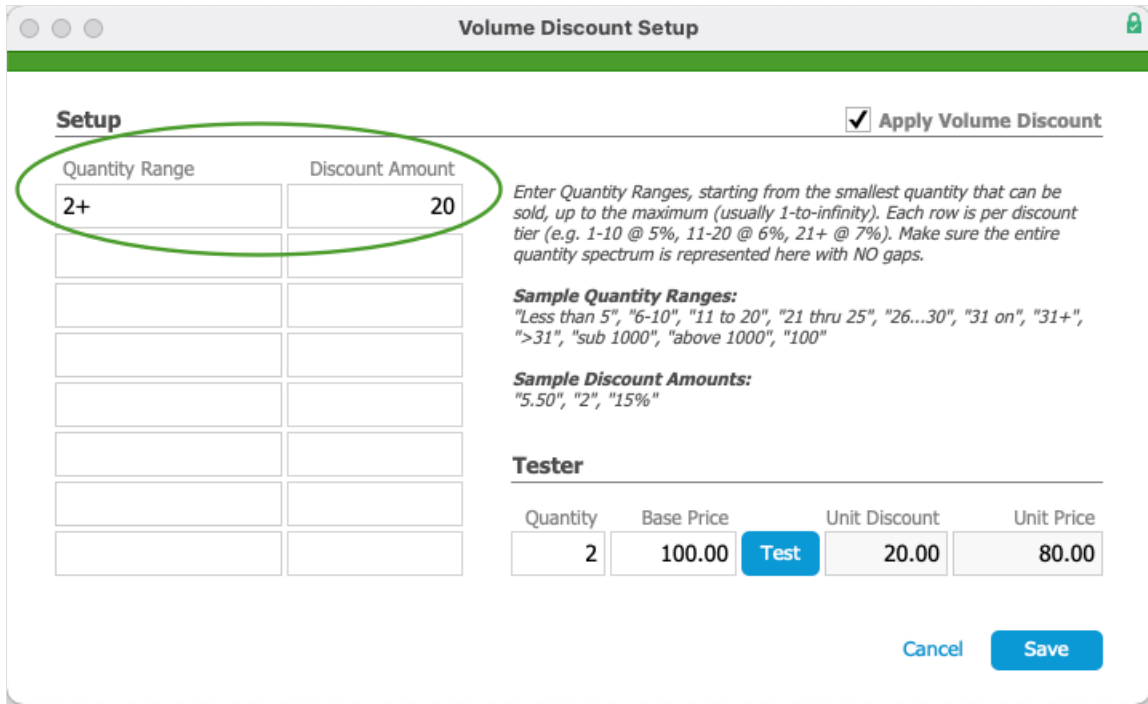 Volume Discount Setup
Setup
Apply Volume Discount
Quantity Range Discount Amount
2+ 20
Enter Quantity Ranges, starting from the smallest quantity that can be
sold, up to the maximum (usually 1-to-infinity). Each row is per discount
tier (e.g. 1-10 @ 5%, 11-20 @ 6%, 21+ @ 7%). Make sure the entire
quantity spectrum is represented here with NO gaps.
Sample Quantity Ranges:
"Less than 5", "6-10", "11 to 20", "21 thru 25", "26...30", "31 on", "31+",
">31", "sub 1000", "above 1000", "100"
Sample Discount Amounts:
"5.50", "2", "15%"
Tester
Quantity Base Price Unit Discount Unit Price
2 100.00 Test 20.00 80.00
Cancel Save